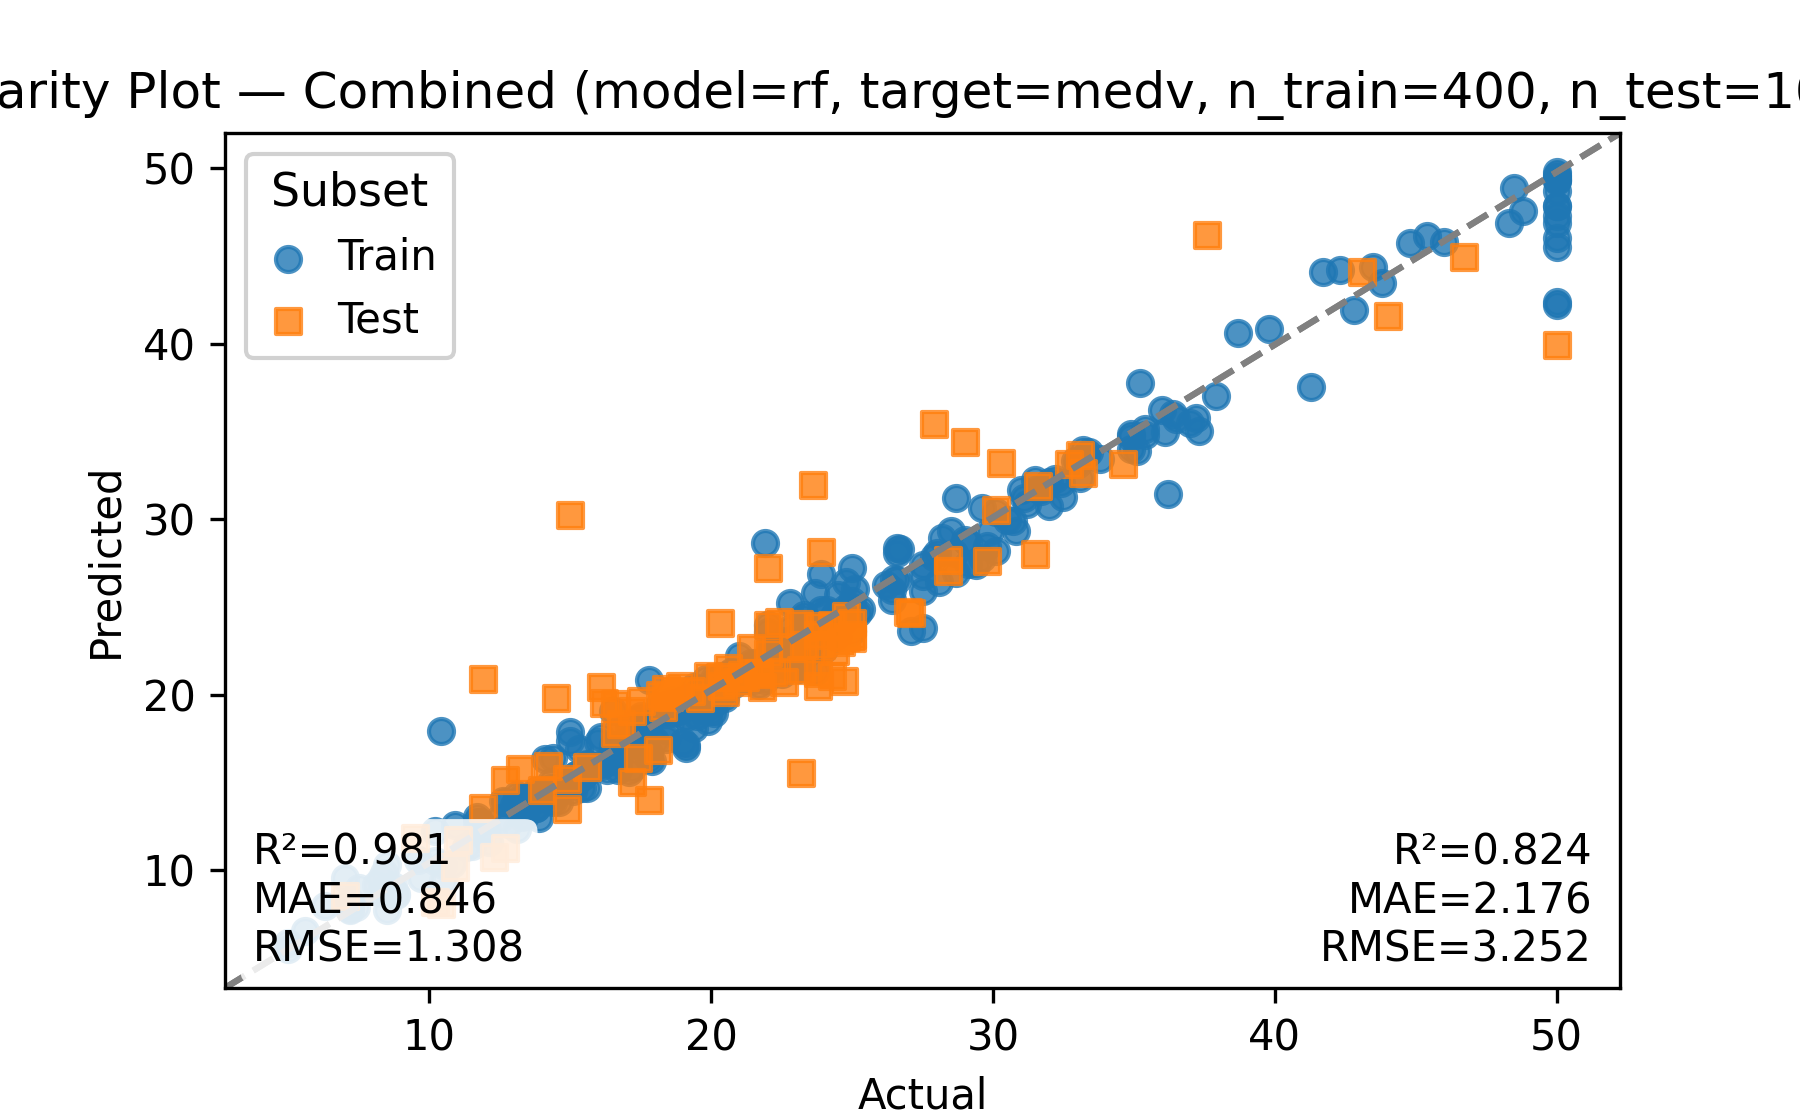 arity Plot — Combined (model=rf, target=medv, n_train=400, n_test=10
Subset
Train
Test
50
40
30
20
10
Predicted
R²=0.981
MAE=0.846
RMSE=1.308
R²=0.824
MAE=2.176
RMSE=3.252
10 20 30 40 50
Actual